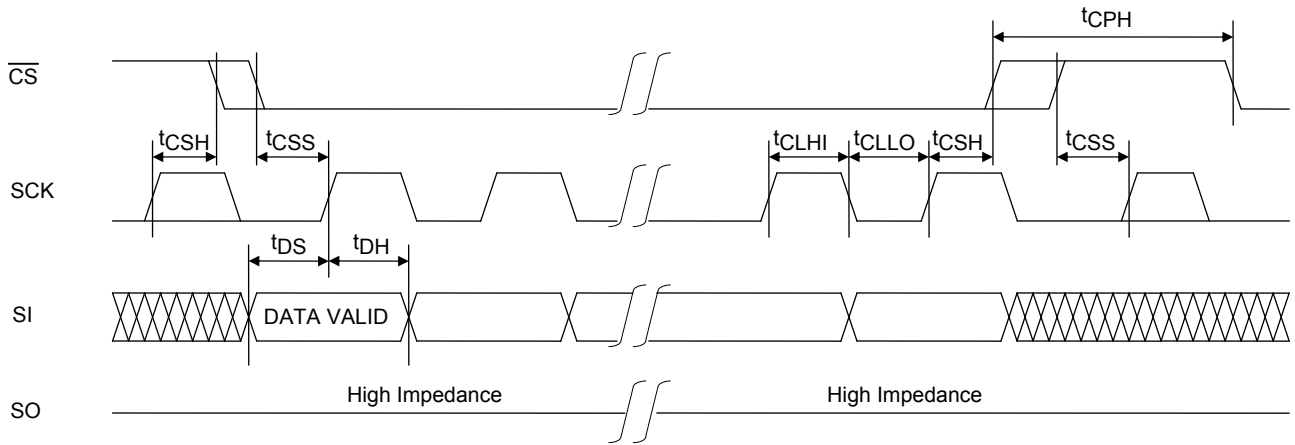 tCPH
CS
tCSH
tCSS
tCLHI
tCLLO
tCSH
tCSS
SCK
tDS
tDH
SI
DATA VALID
High Impedance
High Impedance
SO